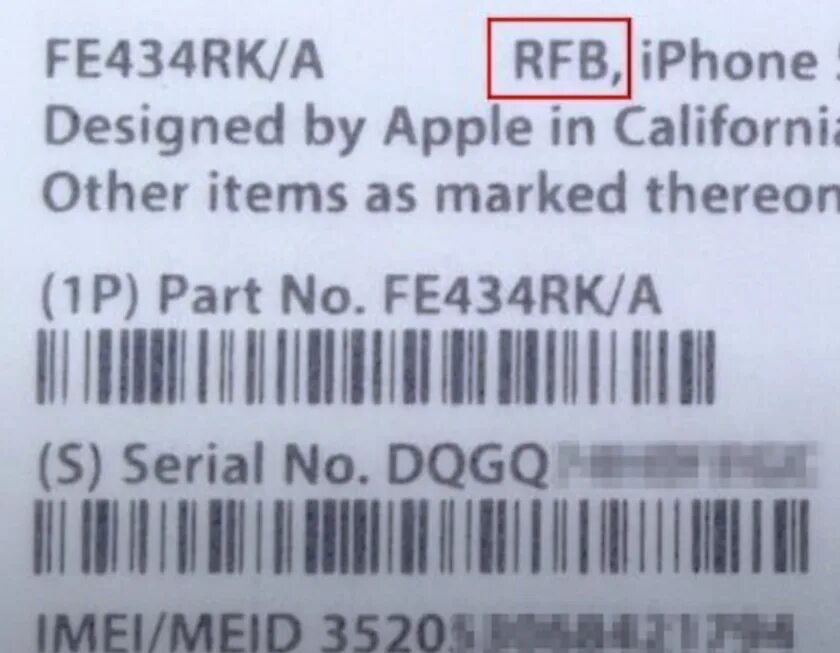 FE434RK/A RFB, iPhone
Designed by Apple in California
Other items as marked thereon
(1P) Part No. FE434RK/A
(S) Serial No. DQGQ
IMEI/MEID 3520